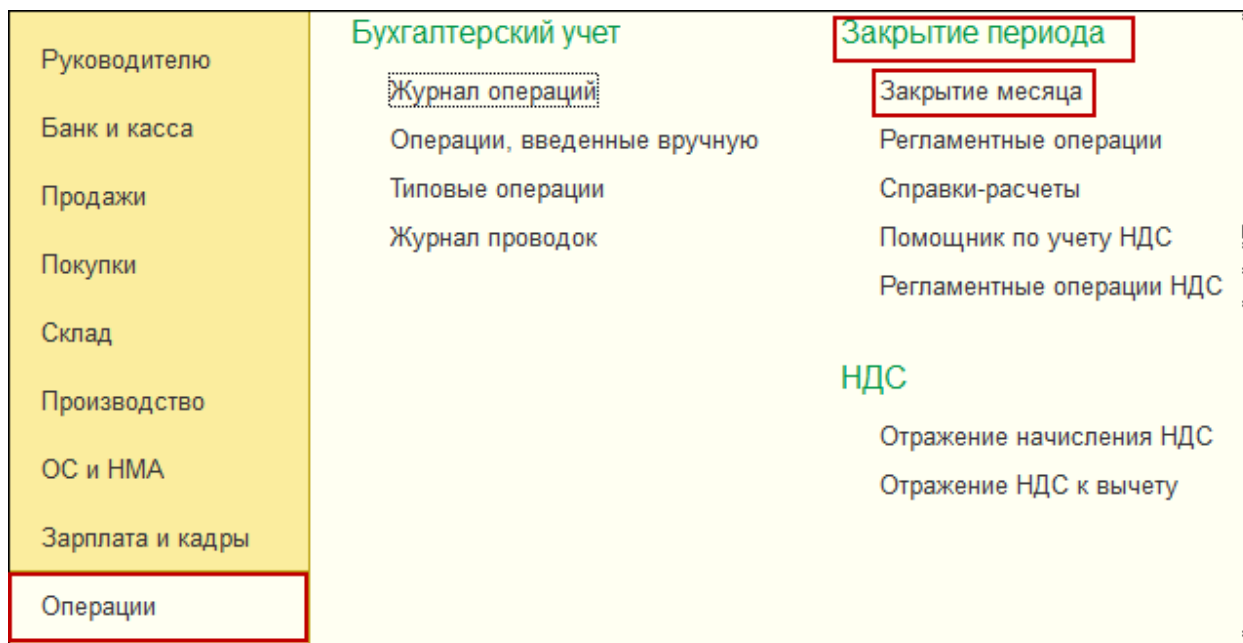 Руководителю
Банк и касса
Продажи
Покупки
Склад
Производство
ОС и НМА
Зарплата и кадры
Операции
Бухгалтерский учет
Журнал операций
Операции, введенные вручную
Типовые операции
Журнал проводок
Закрытие периода
Закрытие месяца
Регламентные операции
Справки-расчеты
Помощник по учету НДС
Регламентные операции НДС
НДС
Отражение начисления НДС
Отражение НДС к вычету